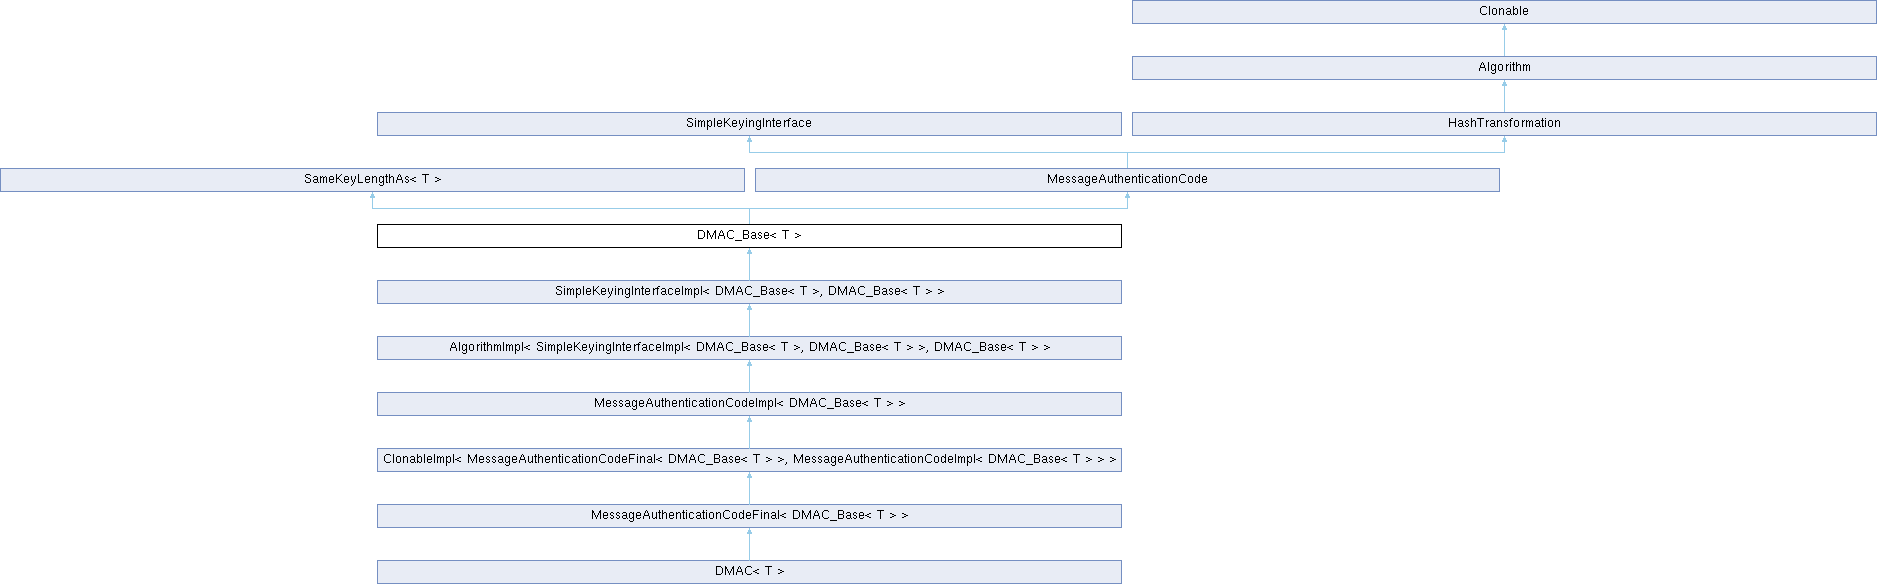 Clonable
Algorithm
SimpleKeyingInterface
HashTransformation
SameKeyLengthAs< T >
MessageAuthenticationCode
DMAC_Base< T >
SimpleKeyingInterfaceImpl< DMAC_Base< T >, DMAC_Base< T > >
AlgorithmImpl< SimpleKeyingInterfaceImpl< DMAC_Base< T >, DMAC_Base< T > >, DMAC_Base< T > >
MessageAuthenticationCodeImpl< DMAC_Base< T > >
ClonableImpl< MessageAuthenticationCodeFinal< DMAC_Base< T > >, MessageAuthenticationCodeImpl< DMAC_Base< T > > >
MessageAuthenticationCodeFinal< DMAC_Base< T > >
DMAC< T >